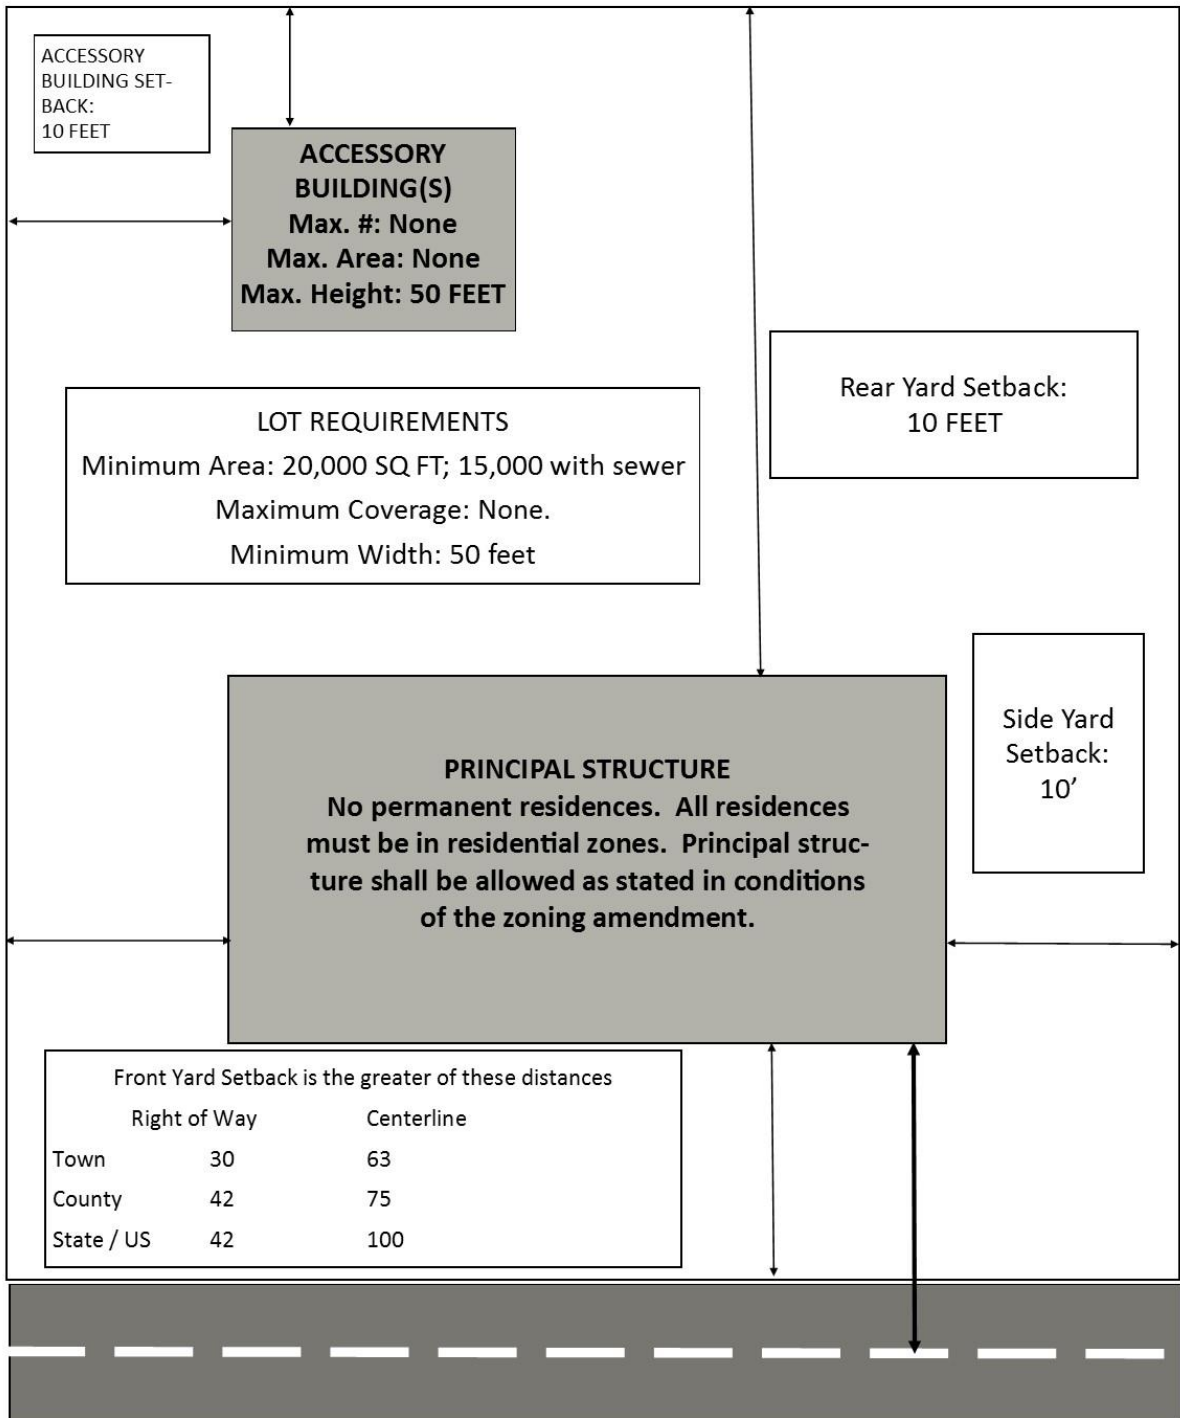 ACCESSORY
BUILDING SET-
BACK:
10 FEET
ACCESSORY
BUILDING(S)
Max. #: None
Max. Area: None
Max. Height: 50 FEET
Rear Yard Setback:
10 FEET
LOT REQUIREMENTS
Minimum Area: 20,000 SQ FT; 15,000 with sewer
Maximum Coverage: None.
Minimum Width: 50 feet
Side Yard
Setback:
10’
PRINCIPAL STRUCTURE
No permanent residences.  All residences
must be in residential zones.  Principal struc-
ture shall be allowed as stated in conditions
of the zoning amendment.
Front Yard Setback is the greater of these distances
Right of Way Centerline
Town 30 63
County 42 75
State / US 42 100